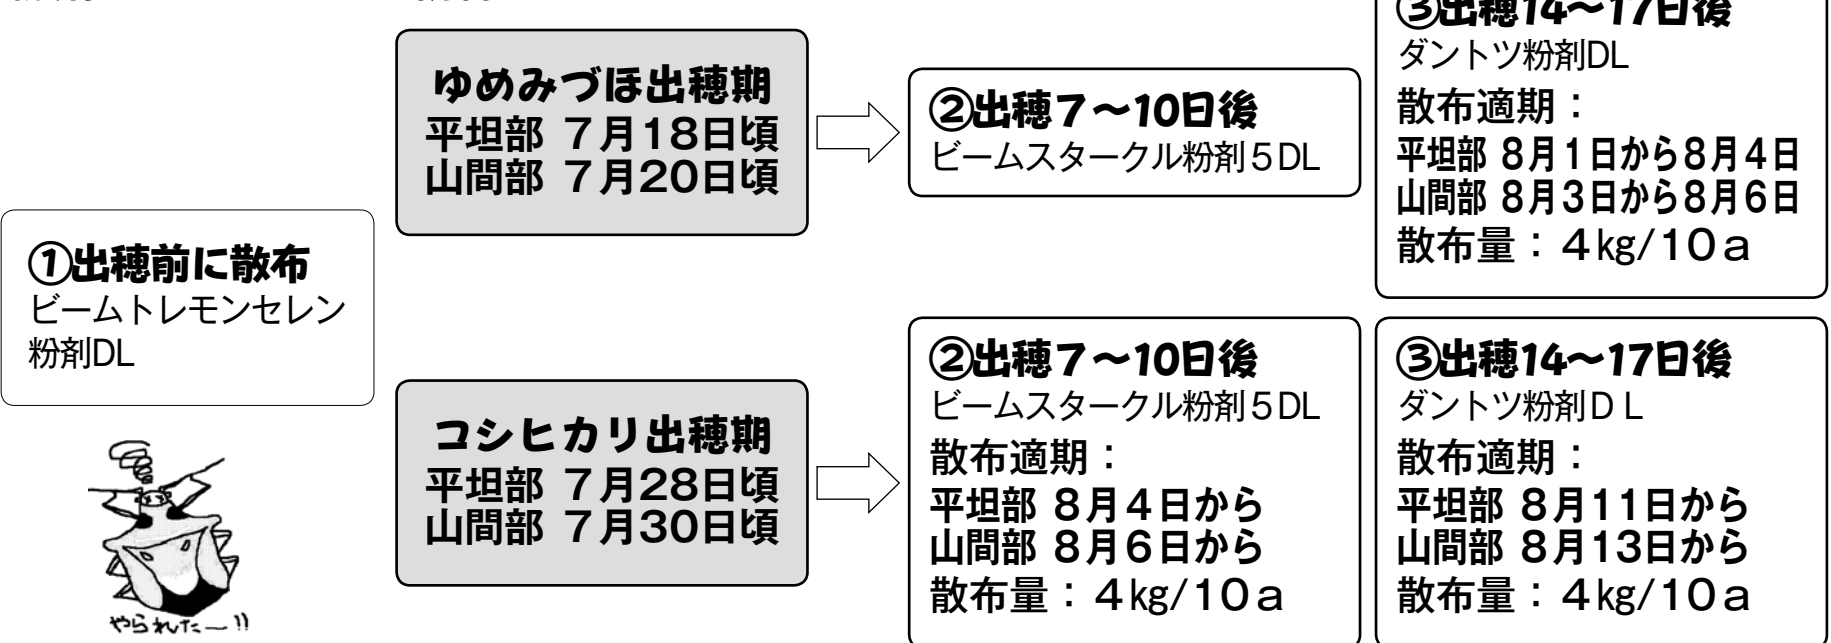 ①出穂前に散布
ビームトレモンセレン
粉剤DL
ゆめみづほ出穂期
平坦部 ７月18日頃
山間部 ７月20日頃
②出穂７～10日後
ビームスタークル粉剤５DL
③出穂14～17日後
ダントツ粉剤DL
散布適期：
平坦部 ８月１日から８月４日
山間部 ８月３日から８月６日
散布量：４㎏/10ａ
コシヒカリ出穂期
平坦部 ７月28日頃
山間部 ７月30日頃
②出穂７～10日後
ビームスタークル粉剤５DL
散布適期：
平坦部 ８月４日から
山間部 ８月６日から
散布量：４㎏/10ａ
③出穂14～17日後
ダントツ粉剤ＤＬ
散布適期：
平坦部 ８月11日から
山間部 ８月13日から
散布量：４㎏/10ａ
やられたー!!